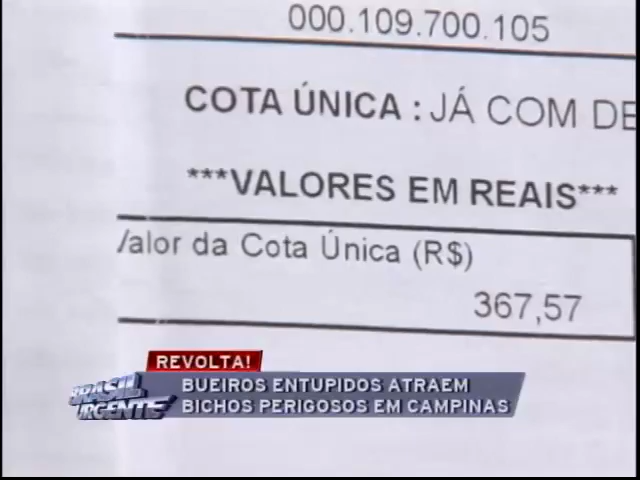 000.109.700.105
COTA ÚNICA : JÁ COM DE
***VALORES EM REAIS***
Valor da Cota Única (R$)
367,57
REVOLTA!
BRASIL URGENTE
BUEIROS ENTUPIDOS ATRAEM
BICHOS PERIGOSOS EM CAMPINAS